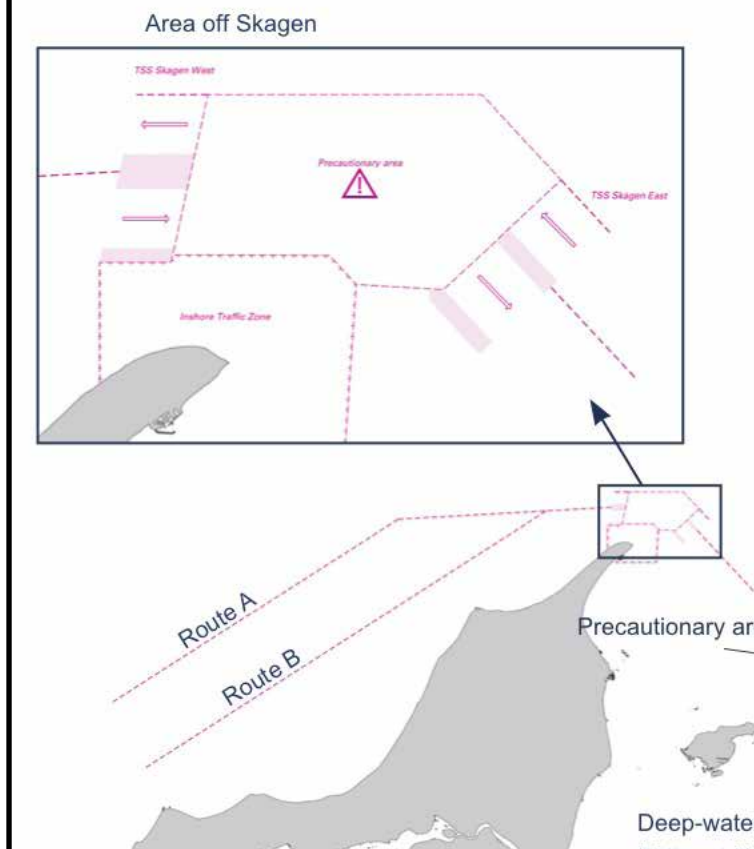 Area off Skagen
TSS Skagen West
Precautionary area
TSS Skagen East
Inshore Traffic Zone
Route A
Route B
Precautionary ar
Deep-wate